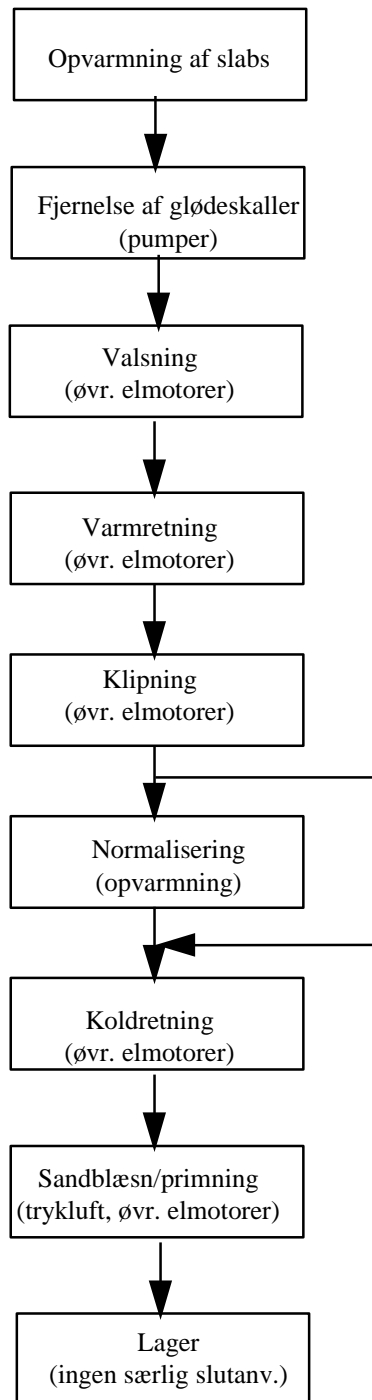 Opvarmning af slabs
Fjernelse af glødeskaller
(pumper)
Valsning
(øvr. elmotorer)
Varmretning
(øvr. elmotorer)
Klipning
(øvr. elmotorer)
Normalisering
(opvarmning)
Koldretning
(øvr. elmotorer)
Sandblæsn/primning
(trykluft, øvr. elmotorer)
Lager
(ingen særlig slutanv.)